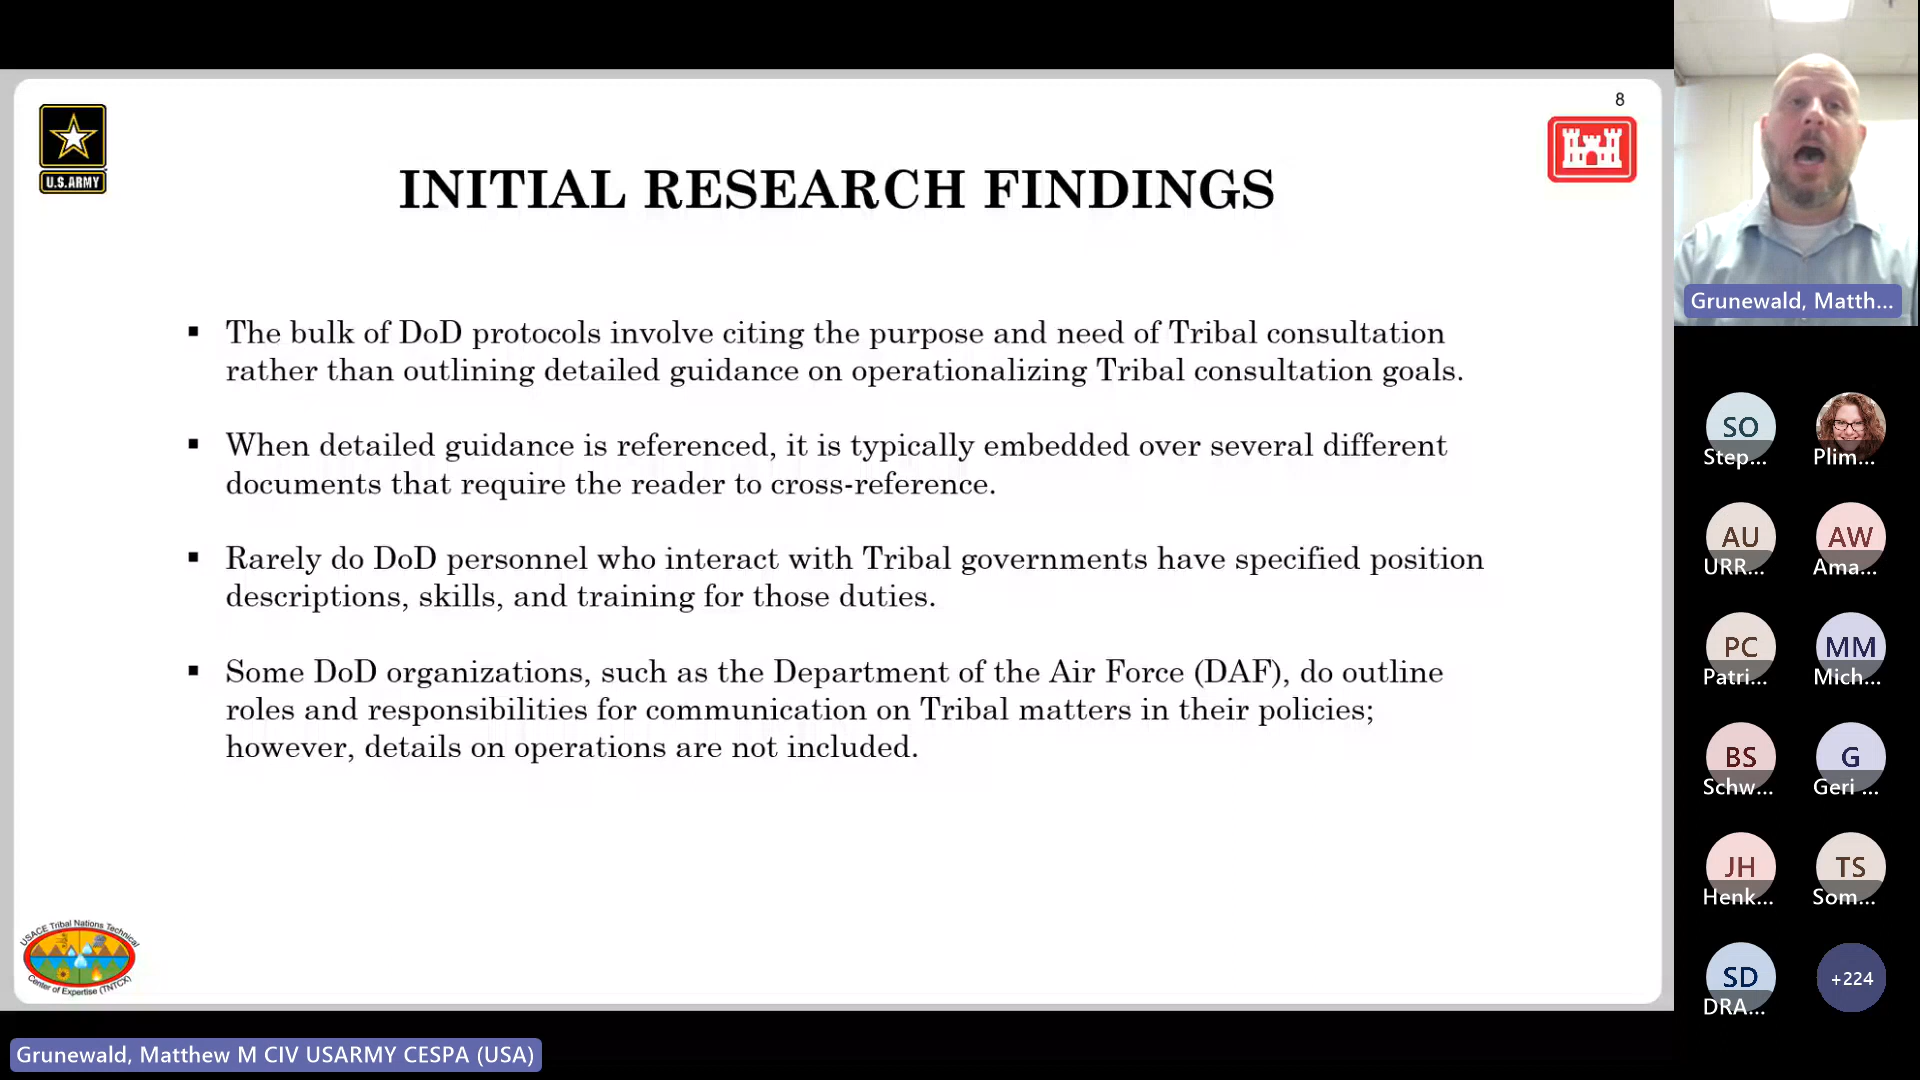 8
U.S.ARMY
INITIAL RESEARCH FINDINGS
▪ The bulk of DoD protocols involve citing the purpose and need of Tribal consultation
rather than outlining detailed guidance on operationalizing Tribal consultation goals.
▪ When detailed guidance is referenced, it is typically embedded over several different
documents that require the reader to cross-reference.
▪ Rarely do DoD personnel who interact with Tribal governments have specified position
descriptions, skills, and training for those duties.
▪ Some DoD organizations, such as the Department of the Air Force (DAF), do outline
roles and responsibilities for communication on Tribal matters in their policies;
however, details on operations are not included.
USACE Tribal Nations Technical
Center of Expertise (TNTCX)
Grunewald, Matthew M CIV USARMY CESPA (USA)
Grunewald, Matth...
SO
Step...
Plim...
AU
URR...
AW
Ama...
PC
Patri...
MM
Mich...
BS
Schw...
G
Geri ...
JH
Henk...
TS
Som...
SD
DRA...
+224